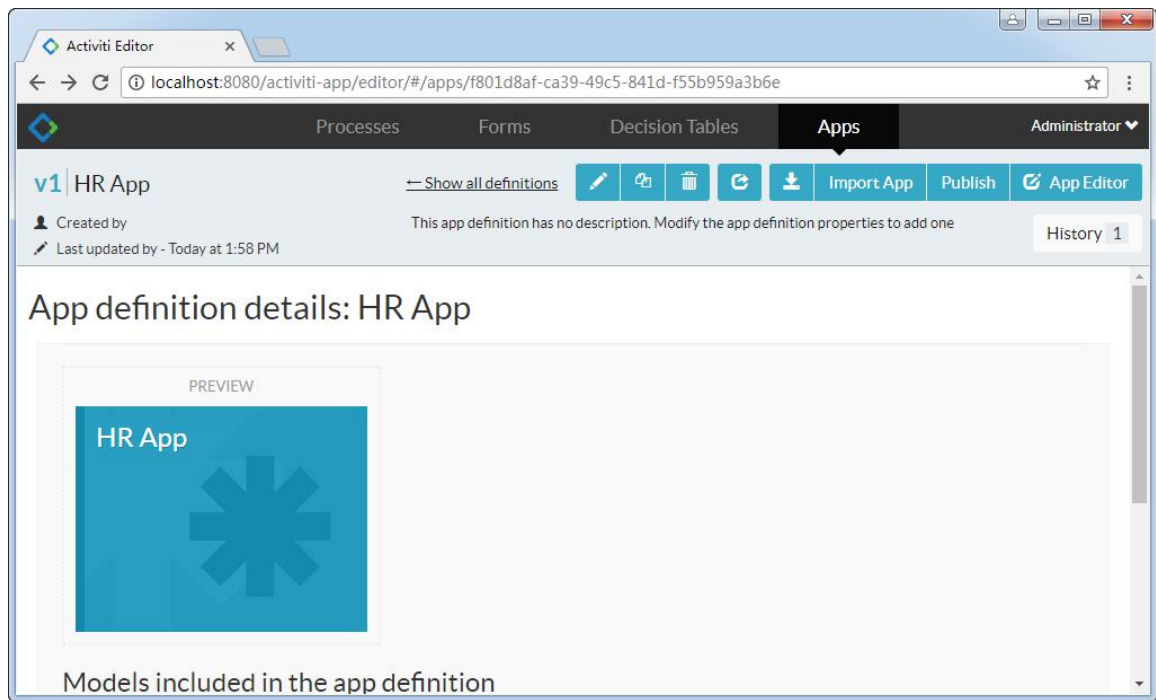 Activiti Editor
localhost:8080/activiti-app/editor/#/apps/f801d8af-ca39-49c5-841d-f55b959a3b6e
Processes Forms Decision Tables Apps Administrator
v1 HR App ← Show all definitions Import App Publish App Editor
Created by This app definition has no description. Modify the app definition properties to add one History 1
Last updated by - Today at 1:58 PM
App definition details: HR App
PREVIEW
HR App
Models included in the app definition